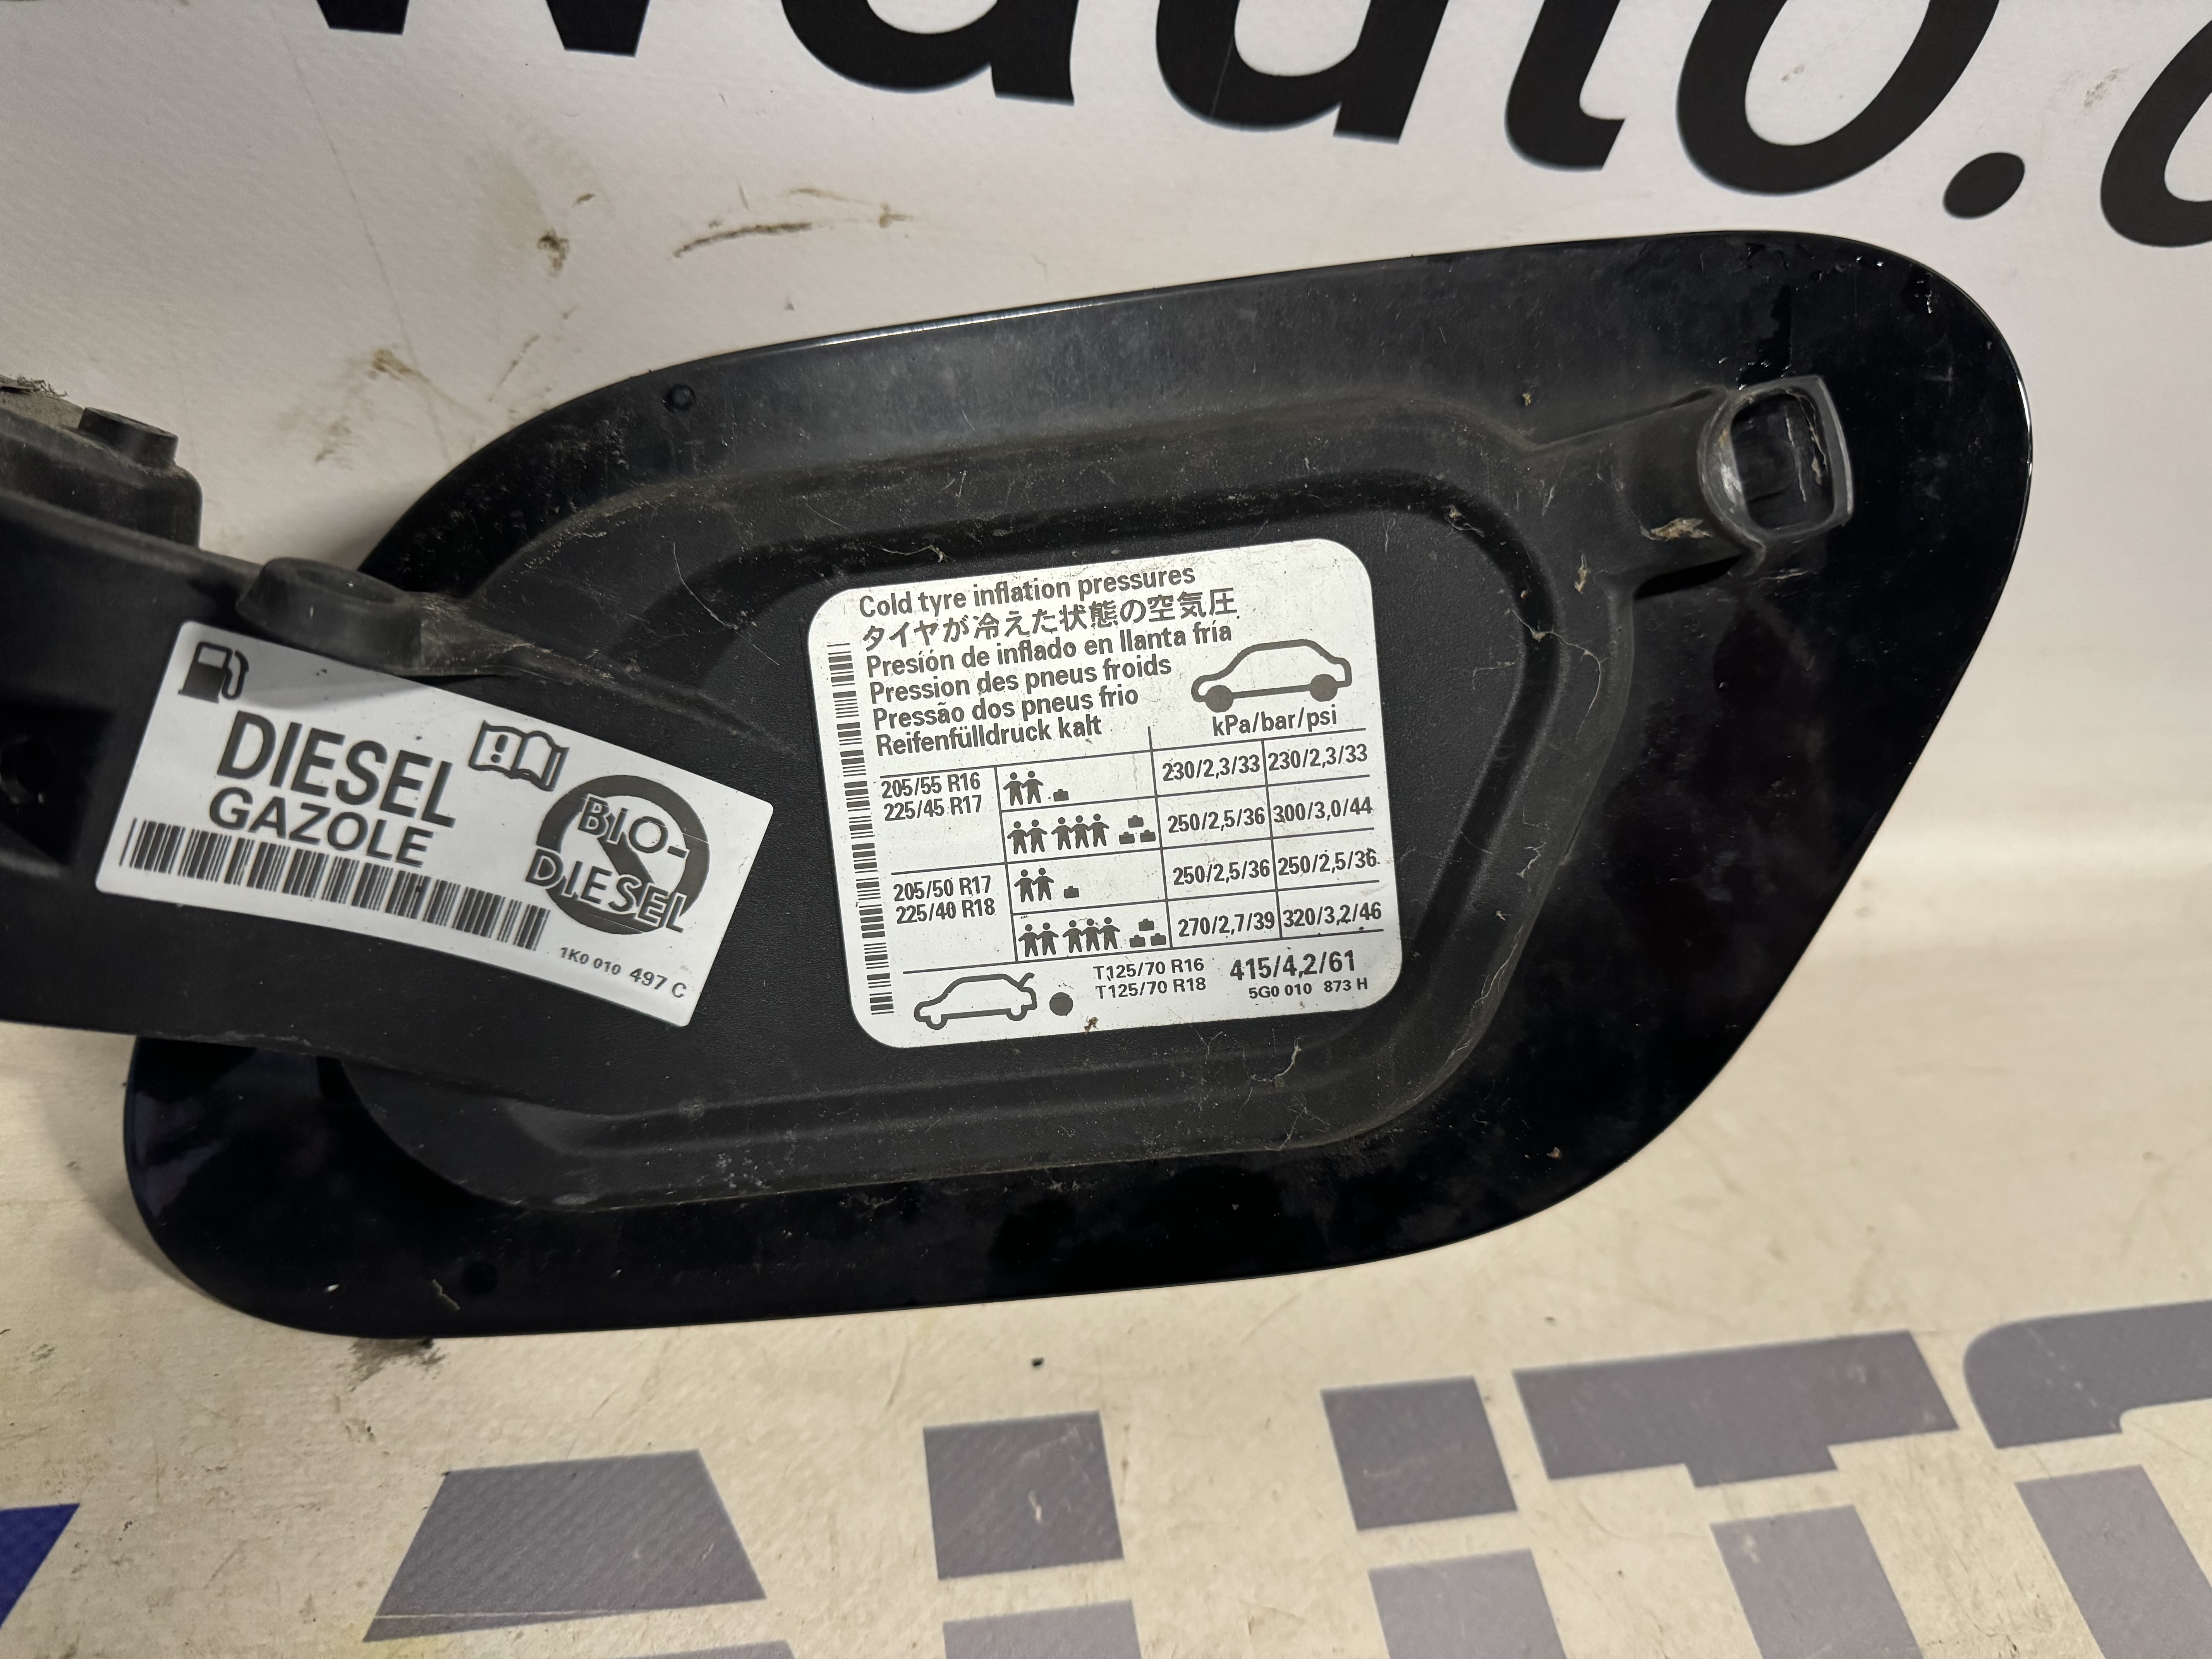 auto.
DIESEL
GAZOLE
BIO-
DIESEL
1K0 010 497 C
Cold tyre inflation pressures
タイヤが冷えた状態の空気圧
Presión de inflado en llanta fría
Pression des pneus froids
Pressão dos pneus frio
Reifenfülldruck kalt
kPa/bar/psi
205/55 R16
225/45 R17
230/2,3/33 230/2,3/33
250/2,5/36 300/3,0/44
205/50 R17
225/40 R18
250/2,5/36 250/2,5/36
270/2,7/39 320/3,2/46
T125/70 R16
T125/70 R18
415/4,2/61
5G0 010 873 H